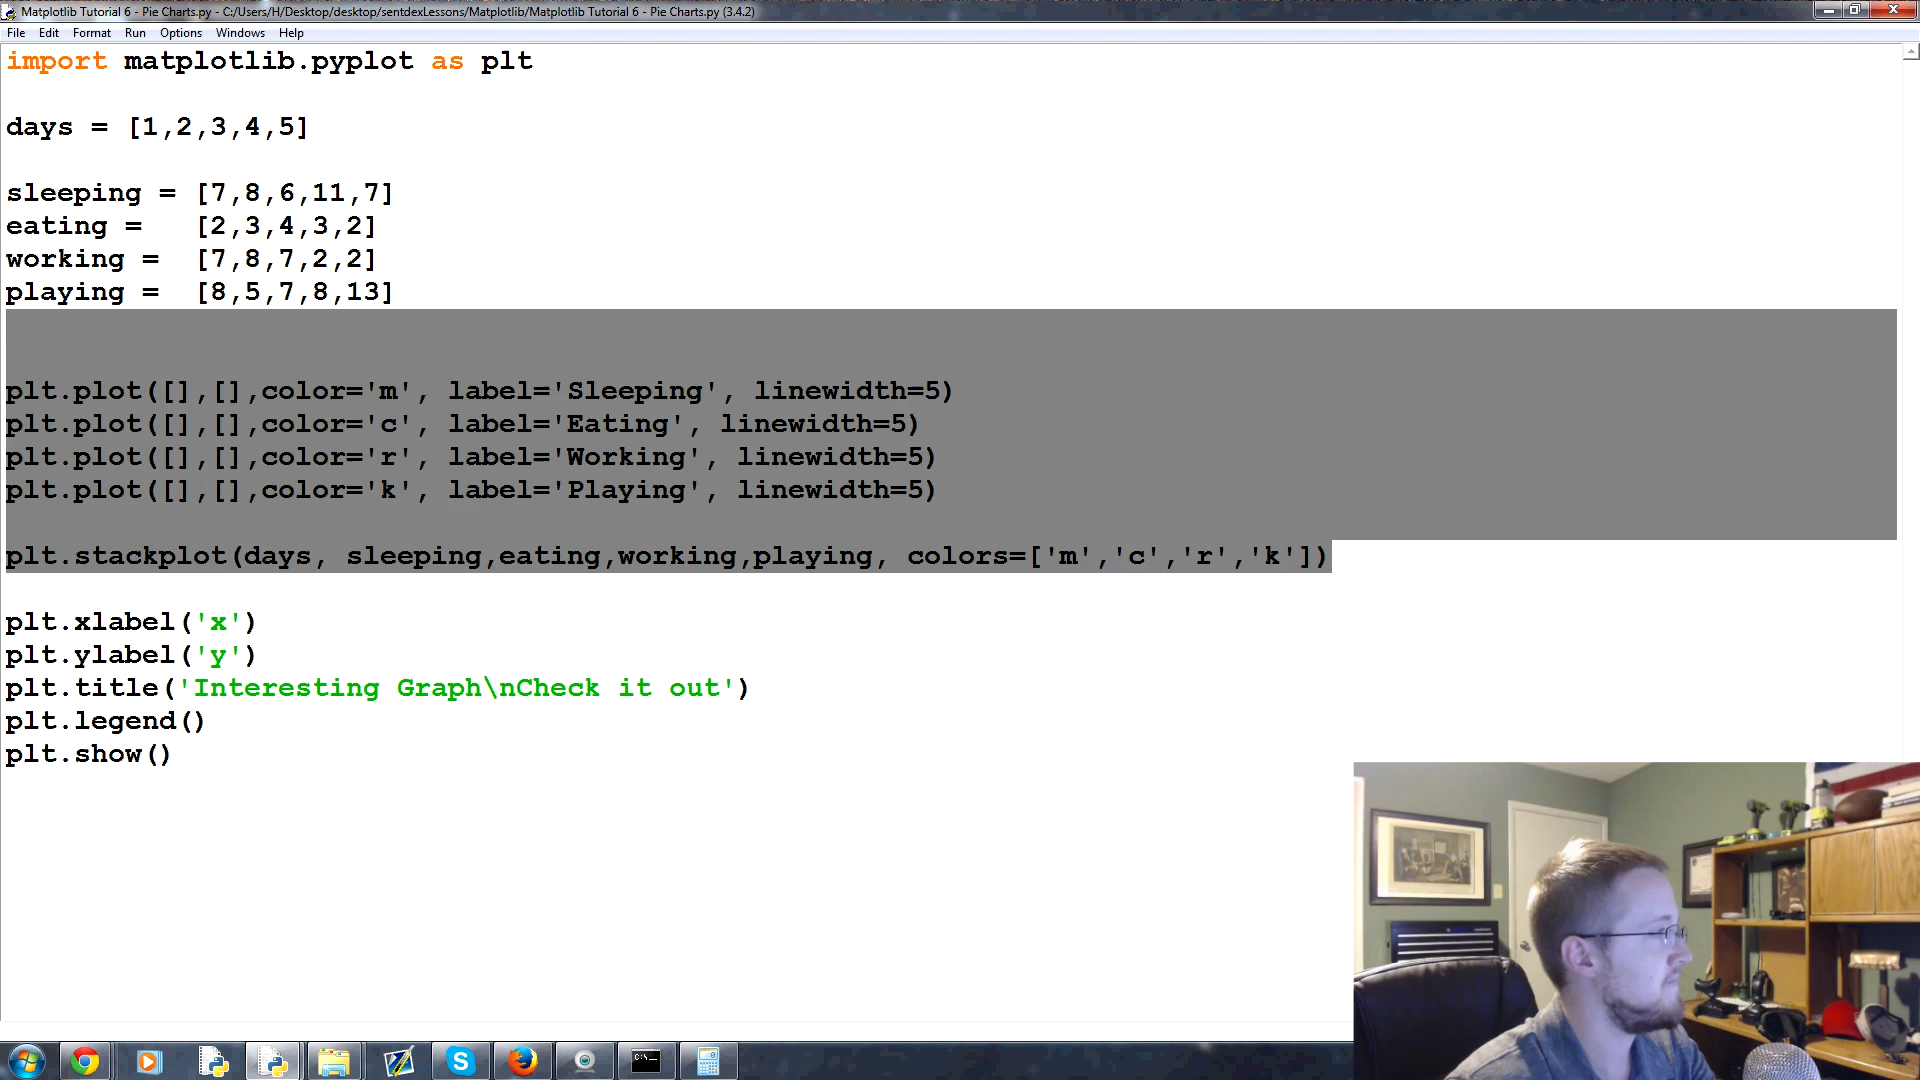 Matplotlib Tutorial 6 - Pie Charts.py - C:/Users/H/Desktop/desktop/sentdexLessons/Matplotlib/Matplotlib Tutorial 6 - Pie Charts.py (3.4.2)
File Edit Format Run Options Windows Help
import matplotlib.pyplot as plt
days = [1,2,3,4,5]
sleeping = [7,8,6,11,7]
eating =   [2,3,4,3,2]
working =  [7,8,7,2,2]
playing =  [8,5,7,8,13]
plt.plot([],[],color='m', label='Sleeping', linewidth=5)
plt.plot([],[],color='c', label='Eating', linewidth=5)
plt.plot([],[],color='r', label='Working', linewidth=5)
plt.plot([],[],color='k', label='Playing', linewidth=5)
plt.stackplot(days, sleeping,eating,working,playing, colors=['m','c','r','k'])
plt.xlabel('x')
plt.ylabel('y')
plt.title('Interesting Graph\nCheck it out')
plt.legend()
plt.show()